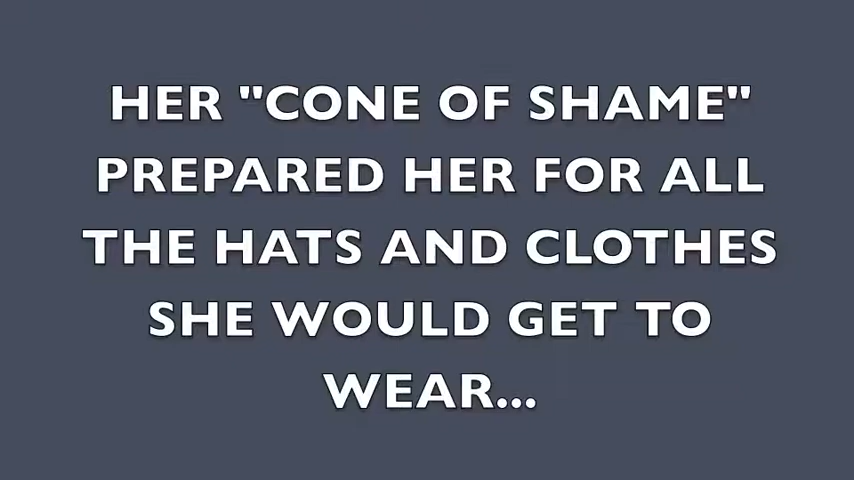 HER "CONE OF SHAME"
PREPARED HER FOR ALL
THE HATS AND CLOTHES
SHE WOULD GET TO
WEAR...